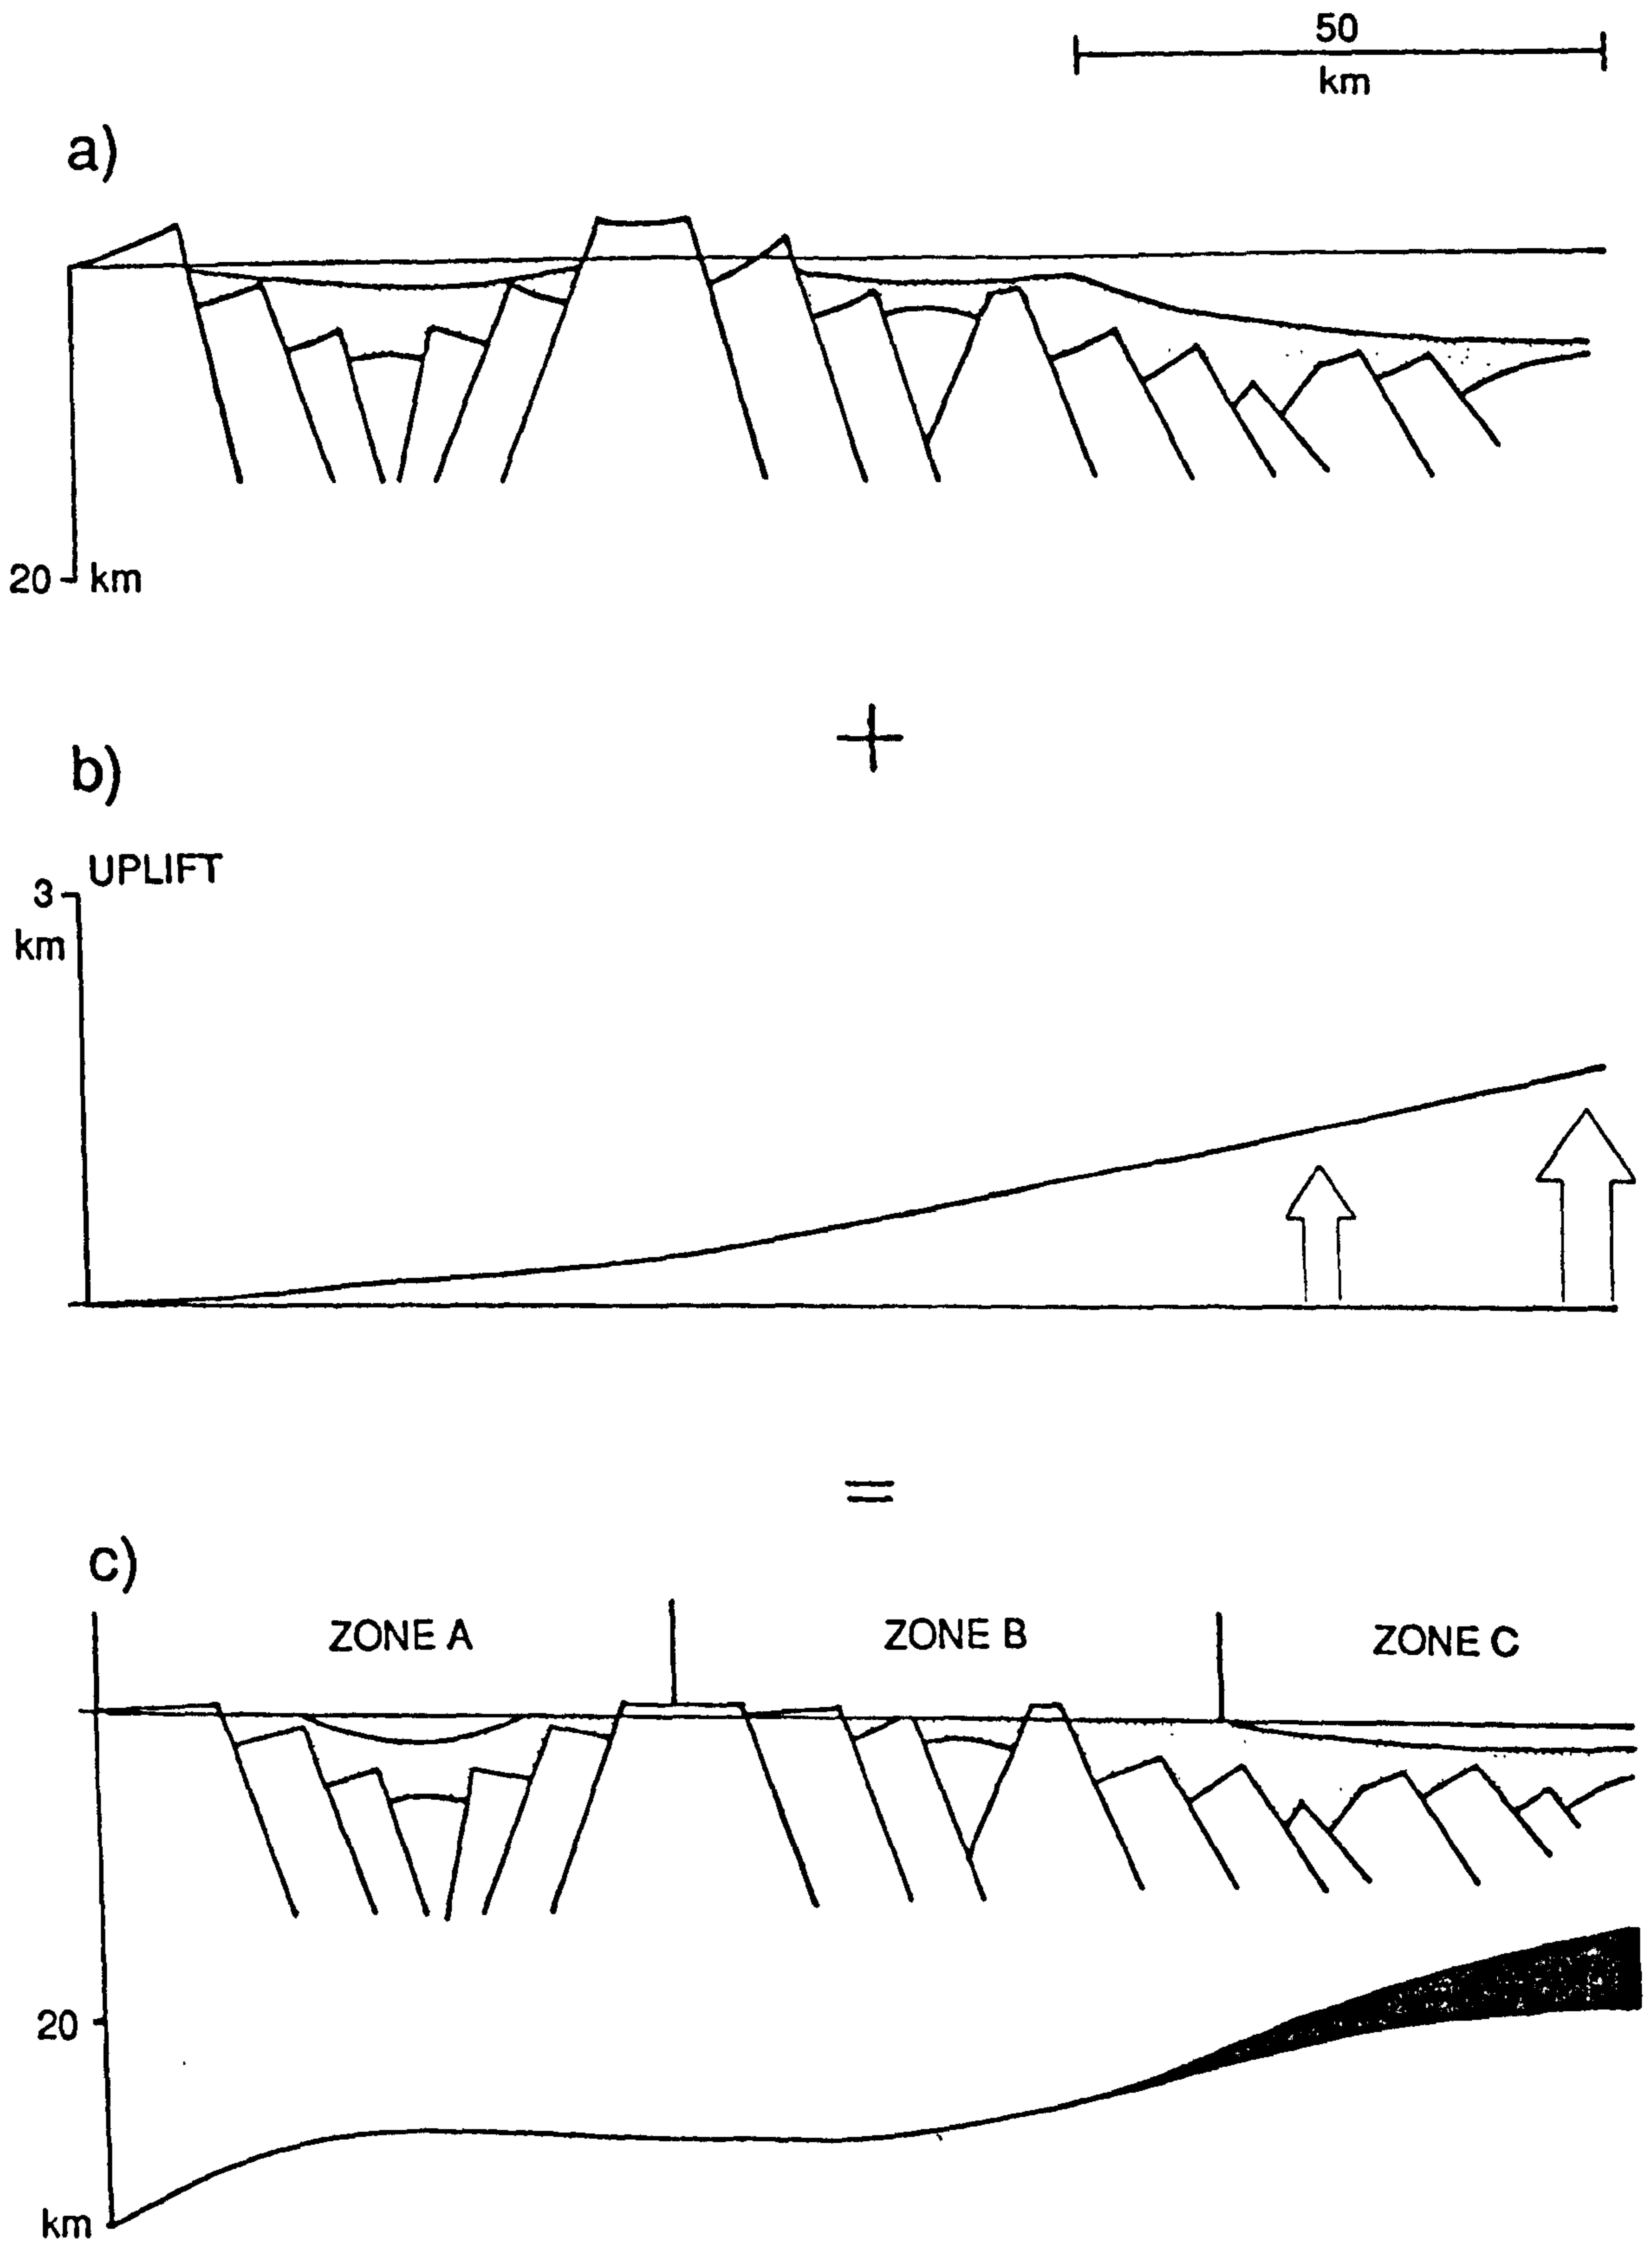 50
km
a)
20 km
+
b)
UPLIFT
3
km
=
c)
ZONE A ZONE B ZONE C
20
km